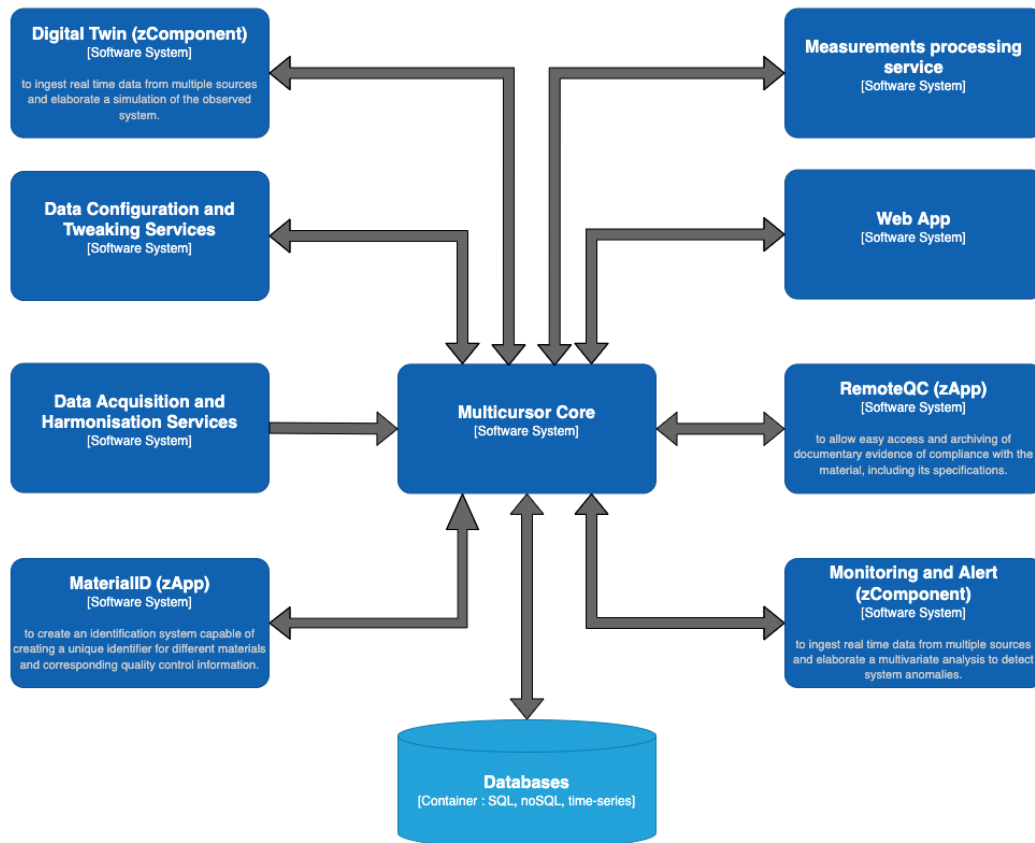 Digital Twin (zComponent)
[Software System]
to ingest real time data from multiple sources
and elaborate a simulation of the observed
system.
Measurements processing
service
[Software System]
Data Configuration and
Tweaking Services
[Software System]
Web App
[Software System]
Data Acquisition and
Harmonisation Services
[Software System]
Multicursor Core
[Software System]
RemoteQC (zApp)
[Software System]
to allow easy access and archiving of
documentary evidence of compliance with the
material, including its specifications.
MaterialID (zApp)
[Software System]
to create an identification system capable of
creating a unique identifier for different materials
and corresponding quality control information.
Monitoring and Alert
(zComponent)
[Software System]
to ingest real time data from multiple sources
and elaborate a multivariate analysis to detect
system anomalies.
Databases
[Container : SQL, noSQL, time-series]